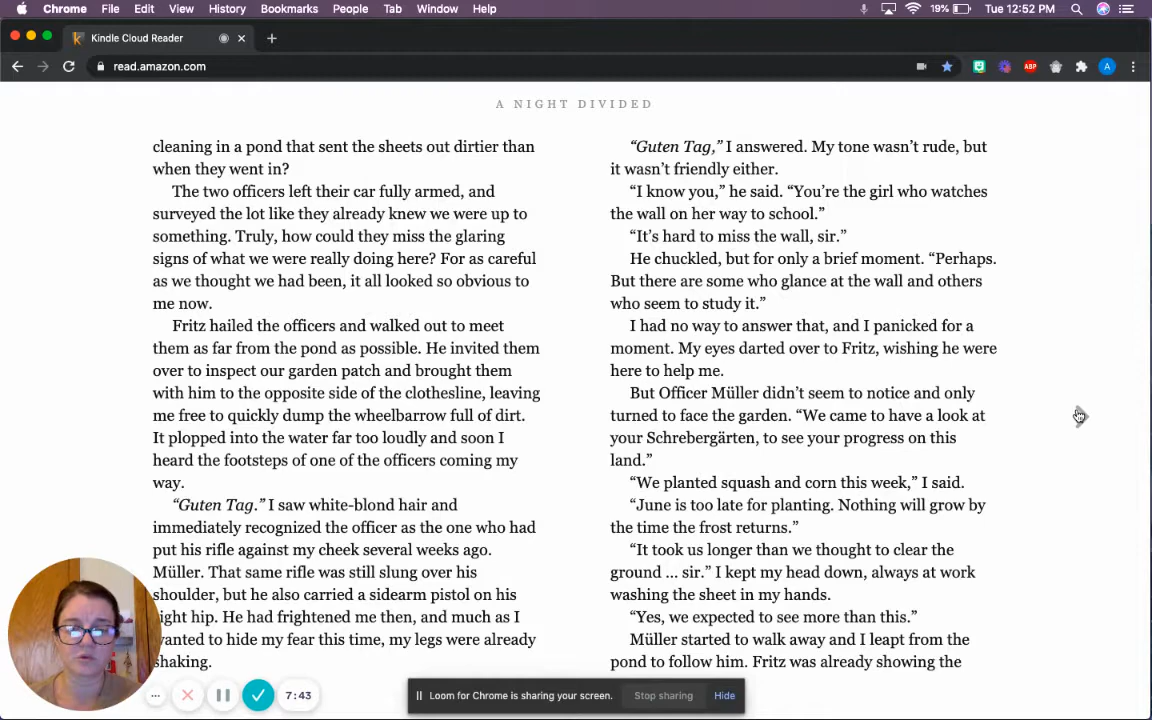 Chrome File Edit View History Bookmarks People Tab Window Help 19% Tue 12:52 PM
Kindle Cloud Reader
read.amazon.com
ABP A
A NIGHT DIVIDED
cleaning in a pond that sent the sheets out dirtier than
when they went in?
The two officers left their car fully armed, and
surveyed the lot like they already knew we were up to
something. Truly, how could they miss the glaring
signs of what we were really doing here? For as careful
as we thought we had been, it all looked so obvious to
me now.
Fritz hailed the officers and walked out to meet
them as far from the pond as possible. He invited them
over to inspect our garden patch and brought them
with him to the opposite side of the clothesline, leaving
me free to quickly dump the wheelbarrow full of dirt.
It plopped into the water far too loudly and soon I
heard the footsteps of one of the officers coming my
way.
“Guten Tag.” I saw white-blond hair and
immediately recognized the officer as the one who had
put his rifle against my cheek several weeks ago.
Müller. That same rifle was still slung over his
shoulder, but he also carried a sidearm pistol on his
ight hip. He had frightened me then, and much as I
wanted to hide my fear this time, my legs were already
shaking.
“Guten Tag,” I answered. My tone wasn’t rude, but
it wasn’t friendly either.
“I know you,” he said. “You’re the girl who watches
the wall on her way to school.”
“It’s hard to miss the wall, sir.”
He chuckled, but for only a brief moment. “Perhaps.
But there are some who glance at the wall and others
who seem to study it.”
I had no way to answer that, and I panicked for a
moment. My eyes darted over to Fritz, wishing he were
here to help me.
But Officer Müller didn’t seem to notice and only
turned to face the garden. “We came to have a look at
your Schrebergärten, to see your progress on this
land.”
“We planted squash and corn this week,” I said.
“June is too late for planting. Nothing will grow by
the time the frost returns.”
“It took us longer than we thought to clear the
ground ... sir.” I kept my head down, always at work
washing the sheet in my hands.
“Yes, we expected to see more than this.”
Müller started to walk away and I leapt from the
pond to follow him. Fritz was already showing the
7:43
Loom for Chrome is sharing your screen. Stop sharing Hide